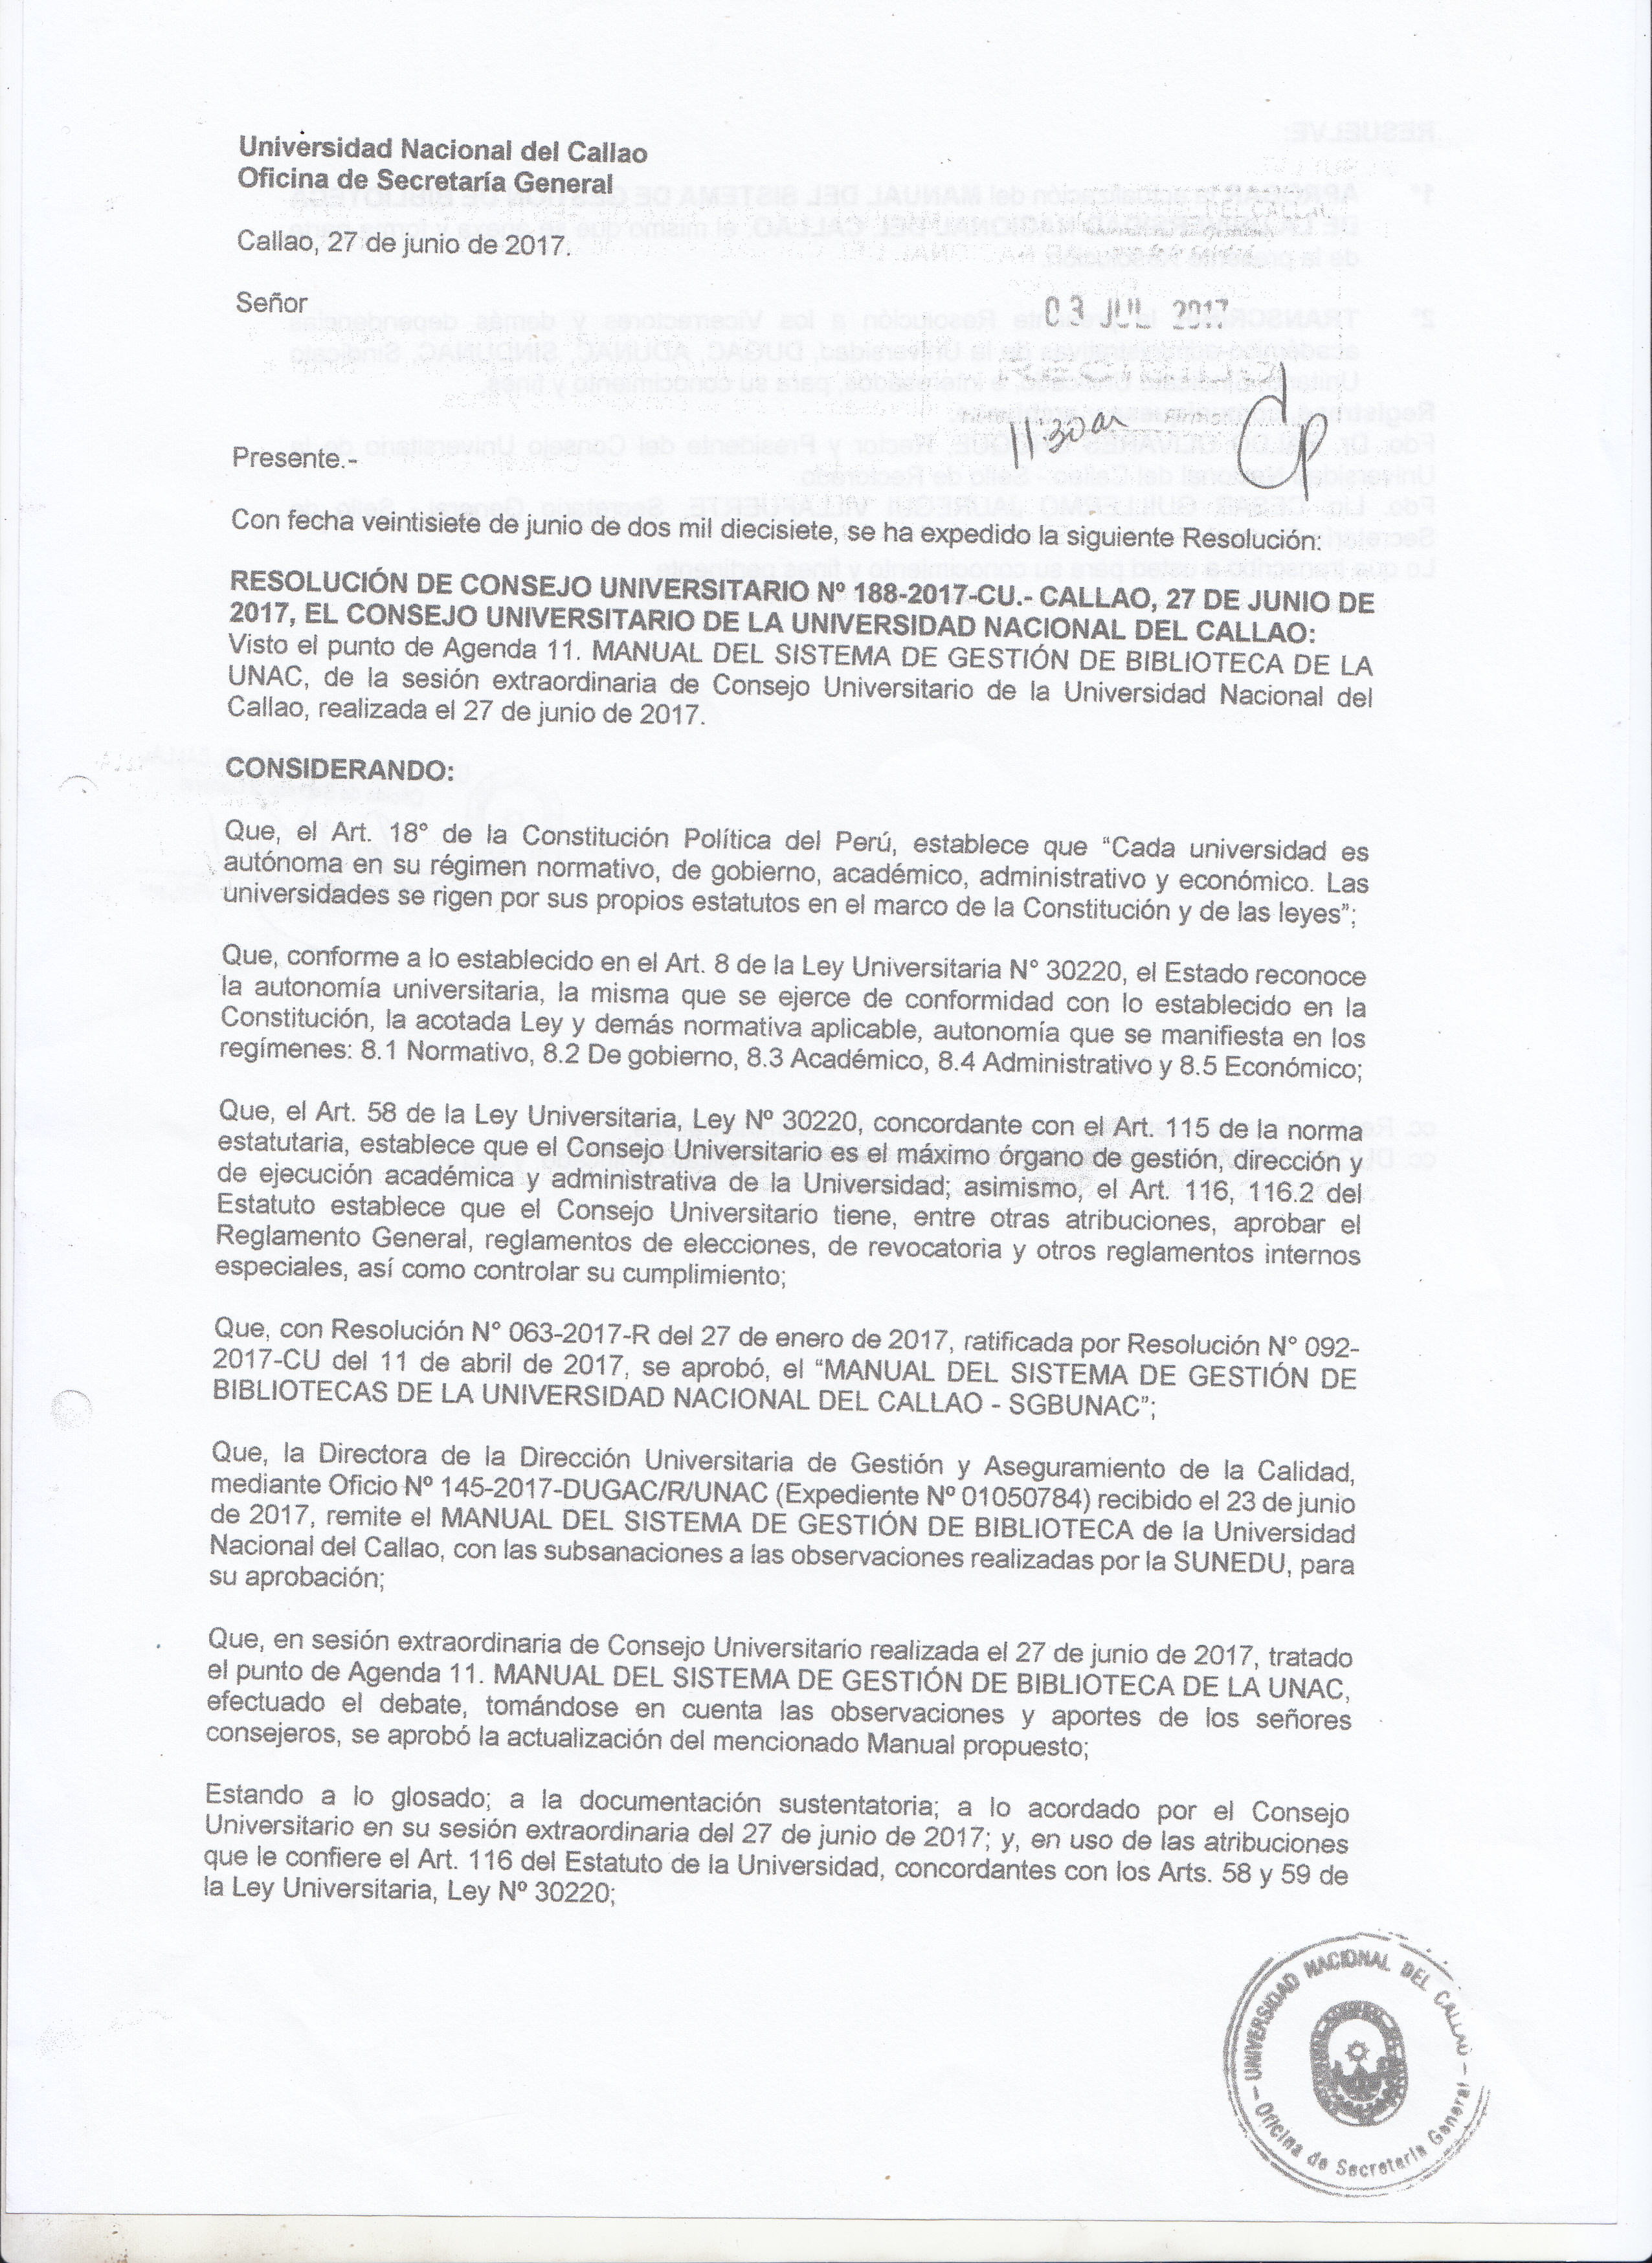 Universidad Nacional del Callao
Oficina de Secretaría General
Callao, 27 de junio de 2017.
Señor
03 JUL 2017
11:30 am
Presente.-
Con fecha veintisiete de junio de dos mil diecisiete, se ha expedido la siguiente Resolución:
RESOLUCIÓN DE CONSEJO UNIVERSITARIO Nº 188-2017-CU.- CALLAO, 27 DE JUNIO DE
2017, EL CONSEJO UNIVERSITARIO DE LA UNIVERSIDAD NACIONAL DEL CALLAO:
Visto el punto de Agenda 11. MANUAL DEL SISTEMA DE GESTIÓN DE BIBLIOTECA DE LA
UNAC, de la sesión extraordinaria de Consejo Universitario de la Universidad Nacional del
Callao, realizada el 27 de junio de 2017.
CONSIDERANDO:
Que, el Art. 18° de la Constitución Política del Perú, establece que “Cada universidad es
autónoma en su régimen normativo, de gobierno, académico, administrativo y económico. Las
universidades se rigen por sus propios estatutos en el marco de la Constitución y de las leyes”;
Que, conforme a lo establecido en el Art. 8 de la Ley Universitaria N° 30220, el Estado reconoce
la autonomía universitaria, la misma que se ejerce de conformidad con lo establecido en la
Constitución, la acotada Ley y demás normativa aplicable, autonomía que se manifiesta en los
regímenes: 8.1 Normativo, 8.2 De gobierno, 8.3 Académico, 8.4 Administrativo y 8.5 Económico;
Que, el Art. 58 de la Ley Universitaria, Ley Nº 30220, concordante con el Art. 115 de la norma
estatutaria, establece que el Consejo Universitario es el máximo órgano de gestión, dirección y
de ejecución académica y administrativa de la Universidad; asimismo, el Art. 116, 116.2 del
Estatuto establece que el Consejo Universitario tiene, entre otras atribuciones, aprobar el
Reglamento General, reglamentos de elecciones, de revocatoria y otros reglamentos internos
especiales, así como controlar su cumplimiento;
Que, con Resolución N° 063-2017-R del 27 de enero de 2017, ratificada por Resolución N° 092-
2017-CU del 11 de abril de 2017, se aprobó, el “MANUAL DEL SISTEMA DE GESTIÓN DE
BIBLIOTECAS DE LA UNIVERSIDAD NACIONAL DEL CALLAO - SGBUNAC”;
Que, la Directora de la Dirección Universitaria de Gestión y Aseguramiento de la Calidad,
mediante Oficio Nº 145-2017-DUGAC/R/UNAC (Expediente Nº 01050784) recibido el 23 de junio
de 2017, remite el MANUAL DEL SISTEMA DE GESTIÓN DE BIBLIOTECA de la Universidad
Nacional del Callao, con las subsanaciones a las observaciones realizadas por la SUNEDU, para
su aprobación;
Que, en sesión extraordinaria de Consejo Universitario realizada el 27 de junio de 2017, tratado
el punto de Agenda 11. MANUAL DEL SISTEMA DE GESTIÓN DE BIBLIOTECA DE LA UNAC,
efectuado el debate, tomándose en cuenta las observaciones y aportes de los señores
consejeros, se aprobó la actualización del mencionado Manual propuesto;
Estando a lo glosado; a la documentación sustentatoria; a lo acordado por el Consejo
Universitario en su sesión extraordinaria del 27 de junio de 2017; y, en uso de las atribuciones
que le confiere el Art. 116 del Estatuto de la Universidad, concordantes con los Arts. 58 y 59 de
la Ley Universitaria, Ley Nº 30220;
UNIVERSIDAD NACIONAL DEL CALLAO
Oficina de Secretaría General